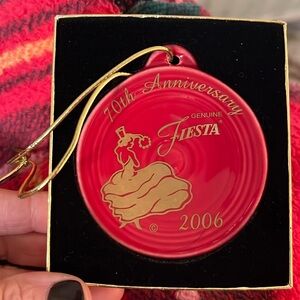 70th Anniversary
GENUINE
FIESTA
©
2006